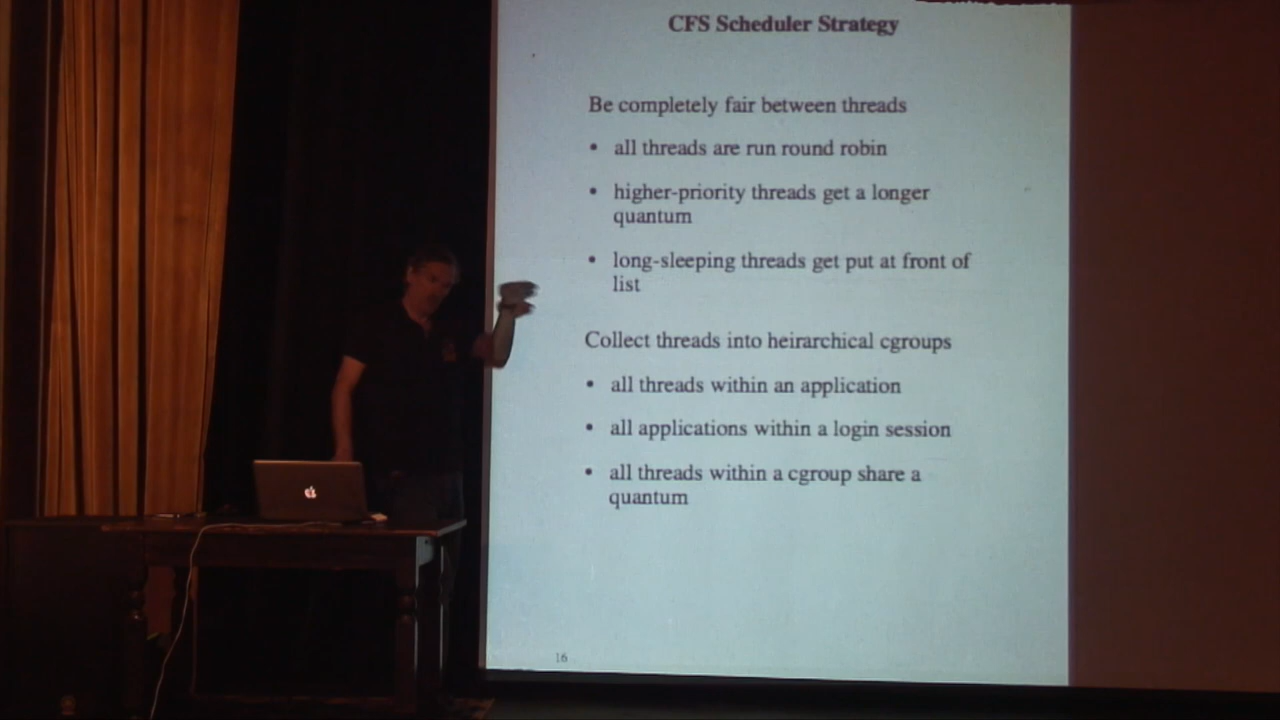 CFS Scheduler Strategy
Be completely fair between threads
• all threads are run round robin
• higher-priority threads get a longer
quantum
• long-sleeping threads get put at front of
list
Collect threads into heirarchical cgroups
• all threads within an application
• all applications within a login session
• all threads within a cgroup share a
quantum
16